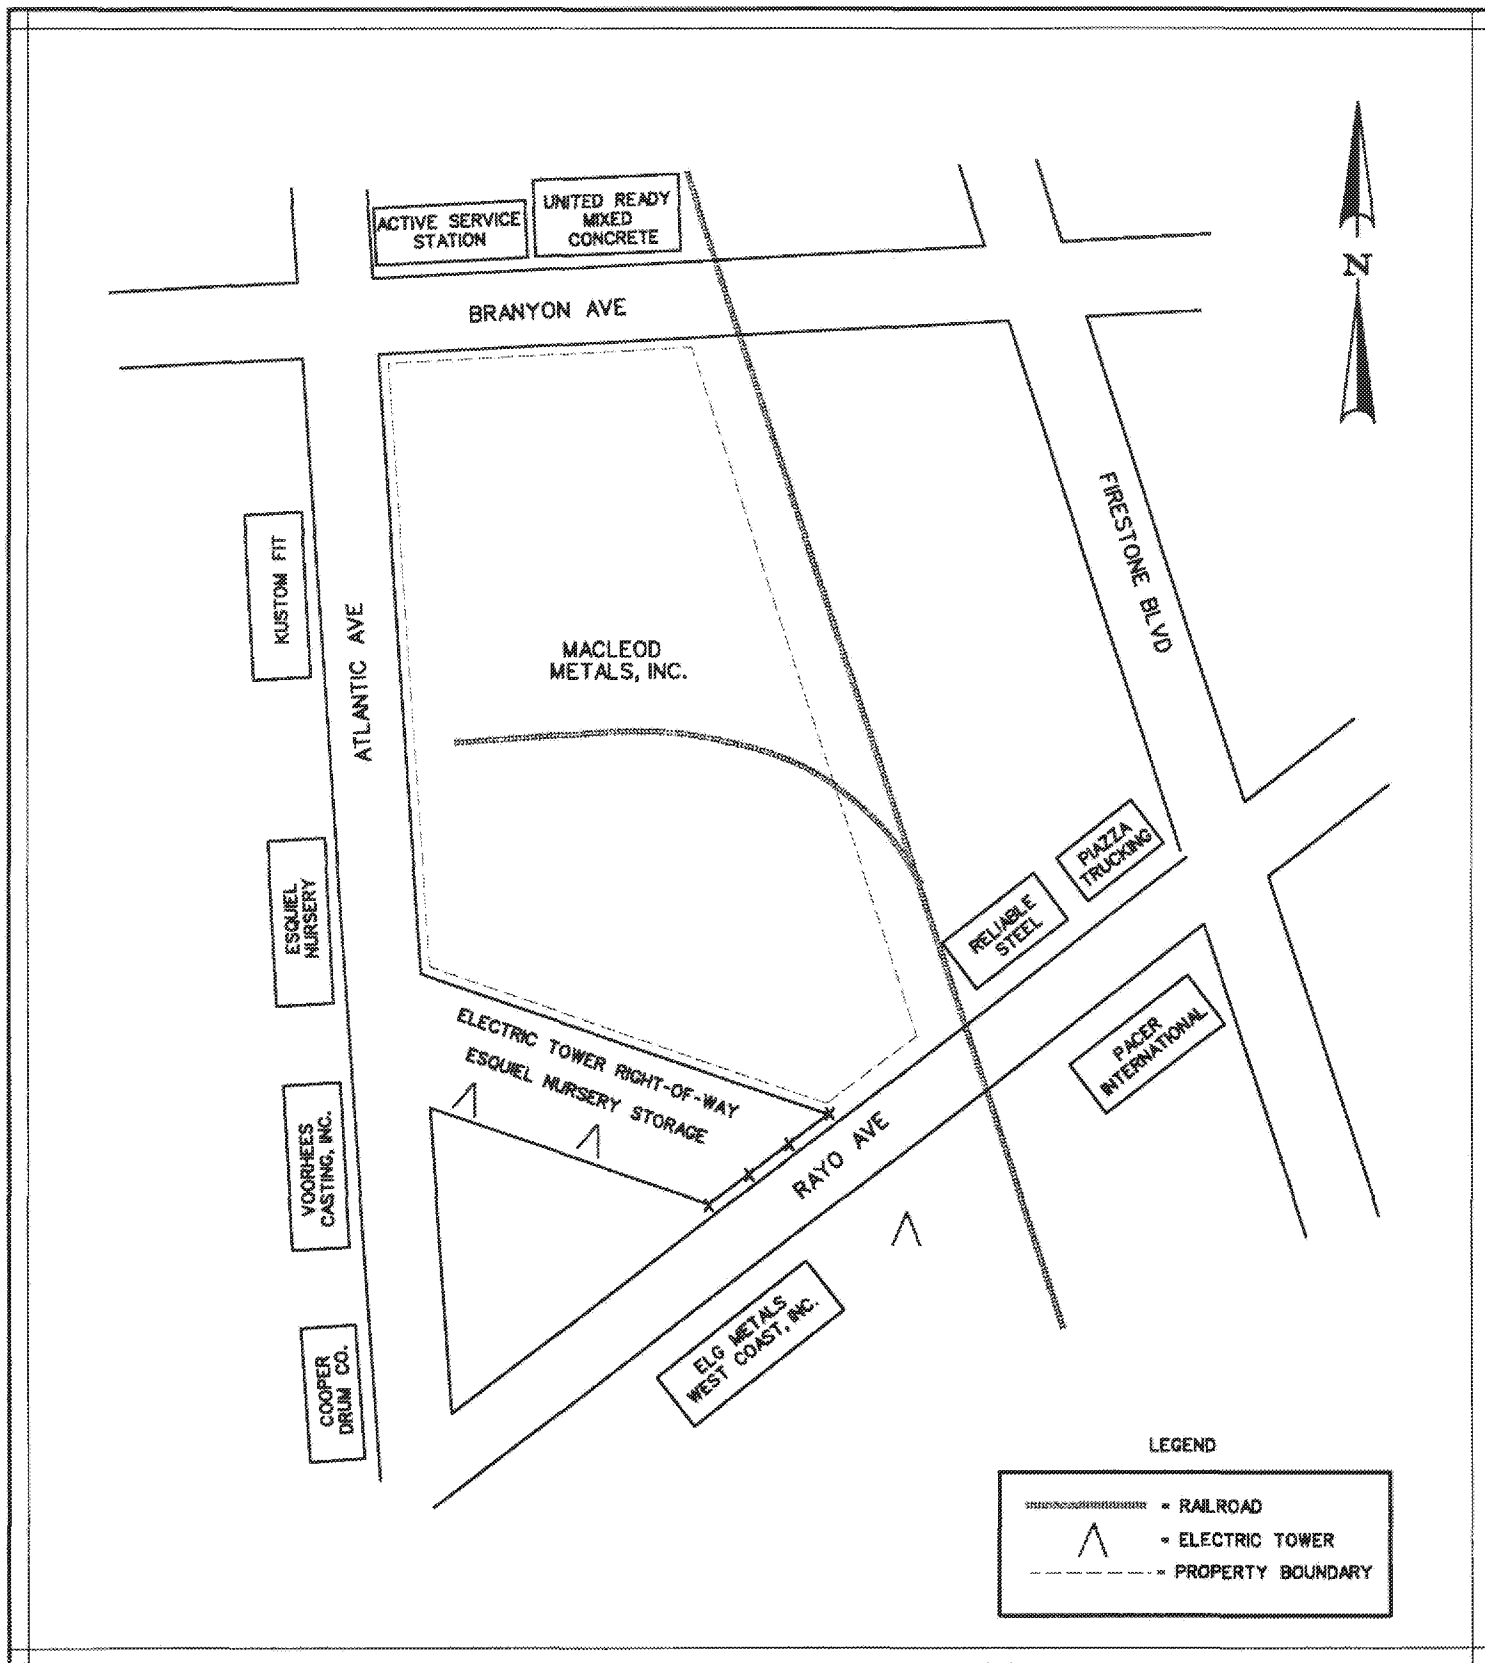 ACTIVE SERVICE
STATION
UNITED READY
MIXED
CONCRETE
N
BRANYON AVE
FIRESTONE BLVD
KUSTOM FIT
ATLANTIC AVE
MACLEOD
METALS, INC.
PIAZZA
TRUCKING
RELIABLE
STEEL
ESQUIEL
NURSERY
ELECTRIC TOWER RIGHT-OF-WAY
ESQUIEL NURSERY STORAGE
PACER
INTERNATIONAL
RAYO AVE
VOORHEES
CASTING, INC.
ELG METALS
WEST COAST, INC.
COOPER
DRUM CO.
LEGEND
= RAILROAD
= ELECTRIC TOWER
= PROPERTY BOUNDARY